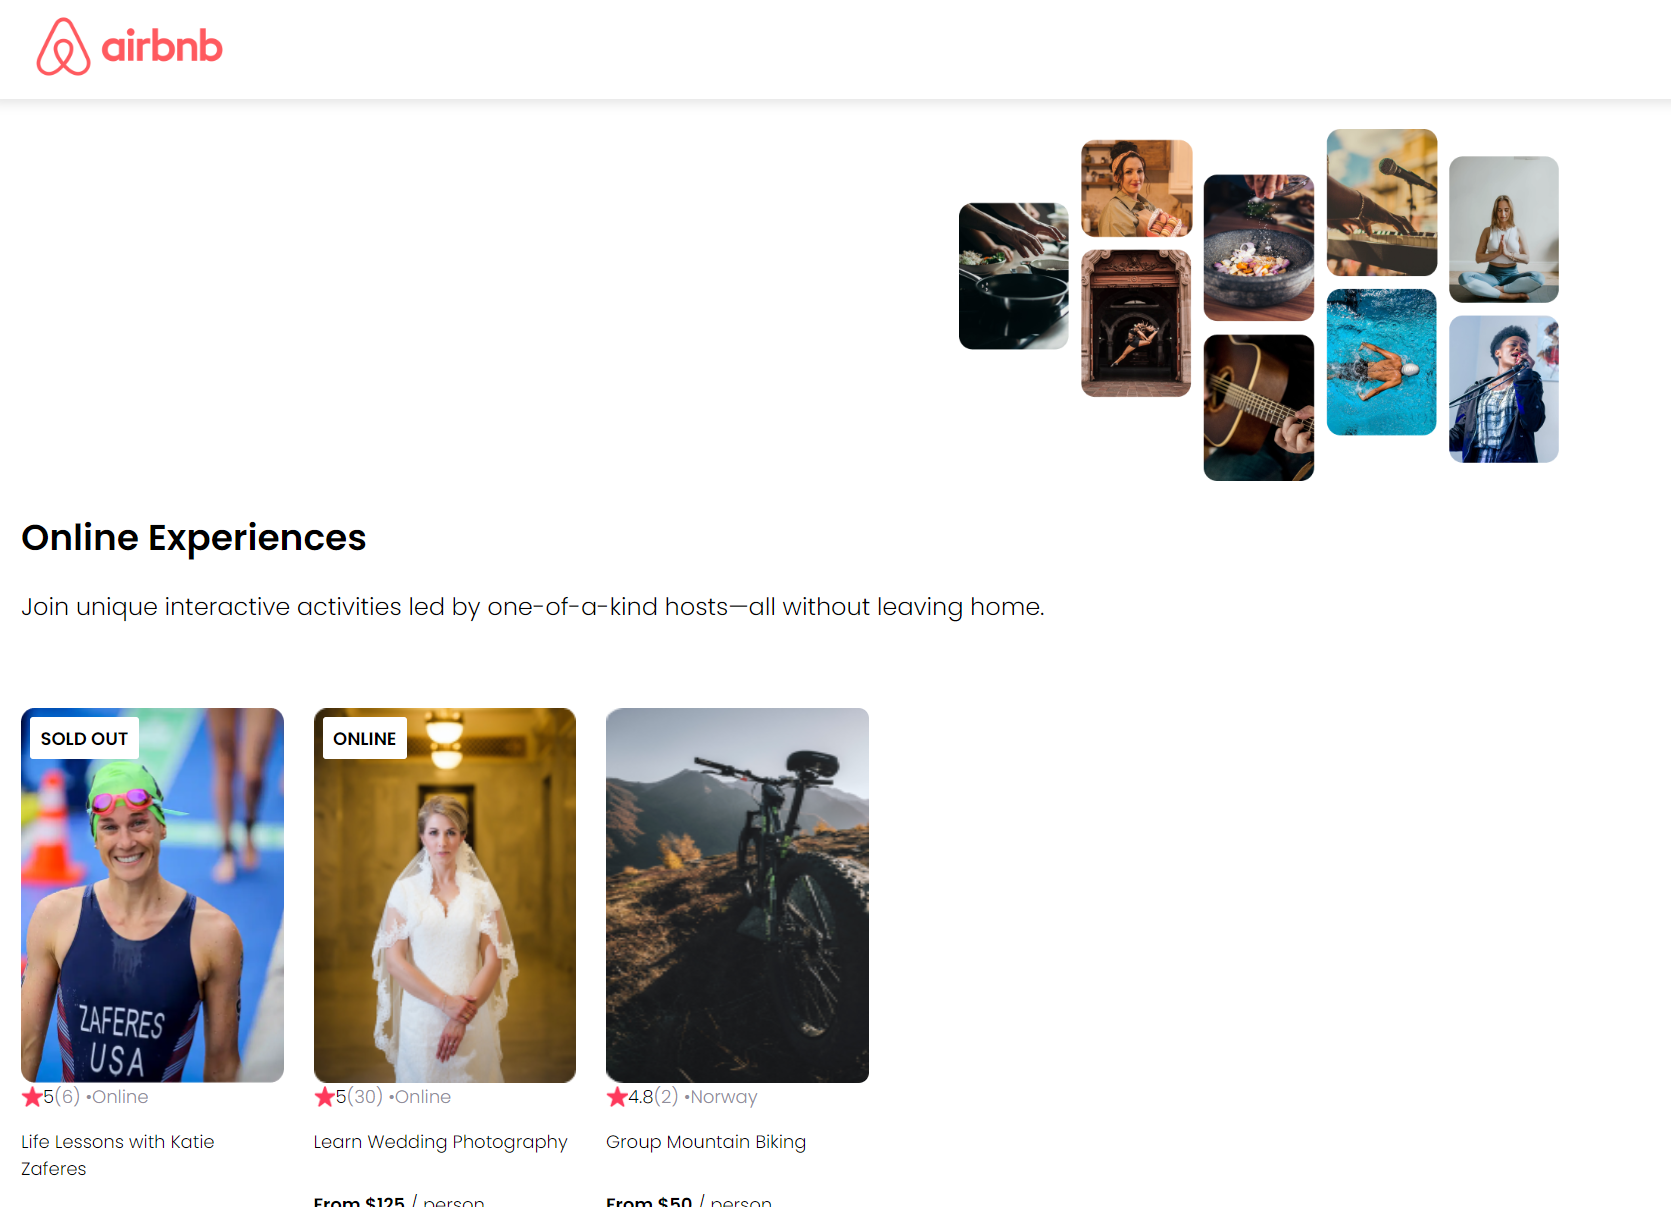 airbnb
Online Experiences
Join unique interactive activities led by one-of-a-kind hosts—all without leaving home.
SOLD OUT
ZAFERES
USA
5(6) •Online
Life Lessons with Katie
Zaferes
ONLINE
5(30) •Online
Learn Wedding Photography
From $125 / person
4.8(2) •Norway
Group Mountain Biking
From $50 / person